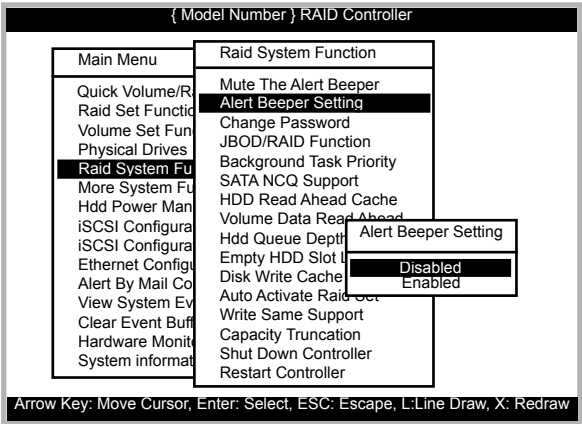 { Model Number } RAID Controller
Main Menu
Quick Volume/R
Raid Set Functio
Volume Set Fun
Physical Drives
Raid System Fu
More System Fu
Hdd Power Man
iSCSI Configura
iSCSI Configura
Ethernet Configu
Alert By Mail Co
View System Ev
Clear Event Buff
Hardware Monito
System informat
Raid System Function
Mute The Alert Beeper
Alert Beeper Setting
Change Password
JBOD/RAID Function
Background Task Priority
SATA NCQ Support
HDD Read Ahead Cache
Volume Data Read Ahead
Hdd Queue Depth
Empty HDD Slot L
Disk Write Cache
Auto Activate Raid Set
Write Same Support
Capacity Truncation
Shut Down Controller
Restart Controller
Alert Beeper Setting
Disabled
Enabled
Arrow Key: Move Cursor, Enter: Select, ESC: Escape, L:Line Draw, X: Redraw